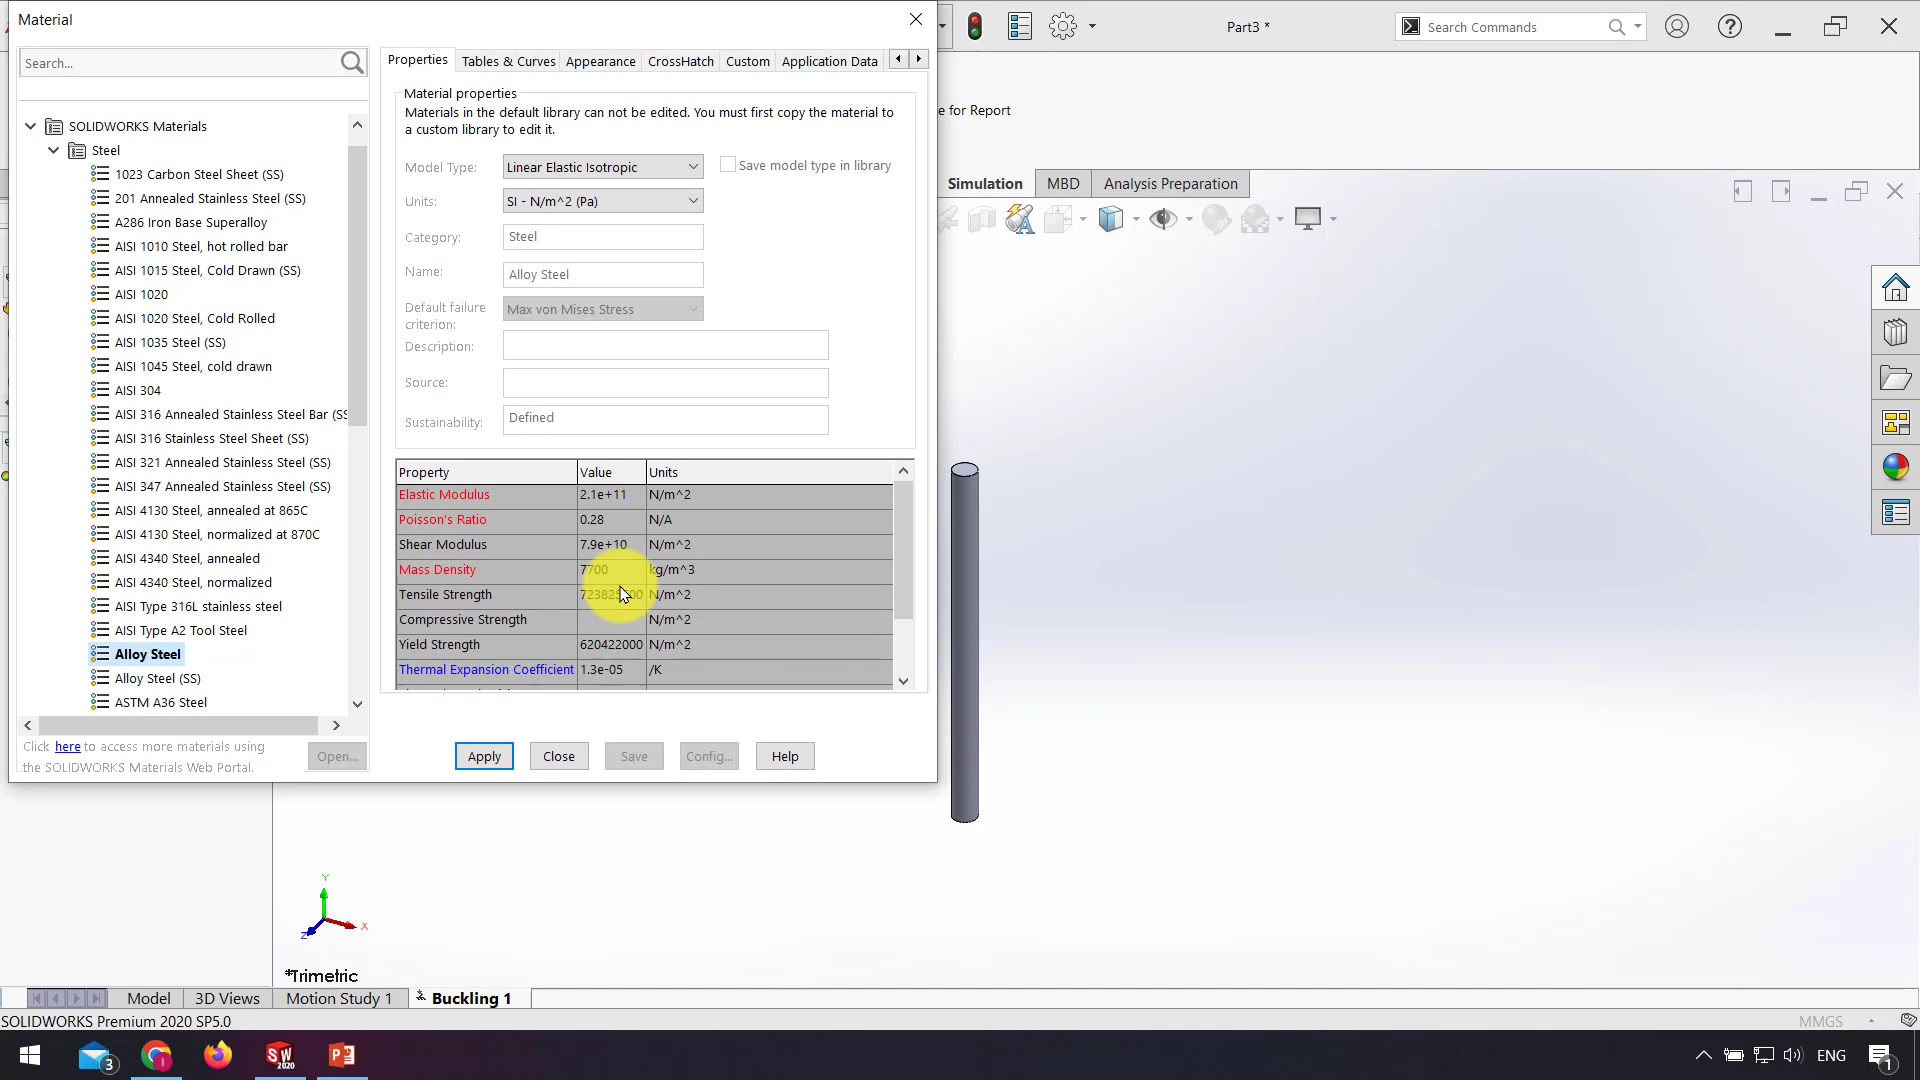 Material
Search...
SOLIDWORKS Materials
Steel
1023 Carbon Steel Sheet (SS)
201 Annealed Stainless Steel (SS)
A286 Iron Base Superalloy
AISI 1010 Steel, hot rolled bar
AISI 1015 Steel, Cold Drawn (SS)
AISI 1020
AISI 1020 Steel, Cold Rolled
AISI 1035 Steel (SS)
AISI 1045 Steel, cold drawn
AISI 304
AISI 316 Annealed Stainless Steel Bar (SS
AISI 316 Stainless Steel Sheet (SS)
AISI 321 Annealed Stainless Steel (SS)
AISI 347 Annealed Stainless Steel (SS)
AISI 4130 Steel, annealed at 865C
AISI 4130 Steel, normalized at 870C
AISI 4340 Steel, annealed
AISI 4340 Steel, normalized
AISI Type 316L stainless steel
AISI Type A2 Tool Steel
Alloy Steel
Alloy Steel (SS)
ASTM A36 Steel
Click here to access more materials using
the SOLIDWORKS Materials Web Portal.
Open...
Properties Tables & Curves Appearance CrossHatch Custom Application Data
Material properties
Materials in the default library can not be edited. You must first copy the material to
a custom library to edit it.
Model Type: Linear Elastic Isotropic Save model type in library
Units: SI - N/m^2 (Pa)
Category: Steel
Name: Alloy Steel
Default failure
criterion: Max von Mises Stress
Description:
Source:
Sustainability: Defined
Property Value Units
Elastic Modulus 2.1e+11 N/m^2
Poisson's Ratio 0.28 N/A
Shear Modulus 7.9e+10 N/m^2
Mass Density 7700 kg/m^3
Tensile Strength N/m^2
Compressive Strength N/m^2
Yield Strength 620422000 N/m^2
Thermal Expansion Coefficient 1.3e-05 /K
Apply Close Save Config... Help
Part3 *
Search Commands
e for Report
Simulation MBD Analysis Preparation
Y
X
Z
*Trimetric
Model 3D Views Motion Study 1 Buckling 1
SOLIDWORKS Premium 2020 SP5.0
MMGS
3
SW
2020
ENG
1